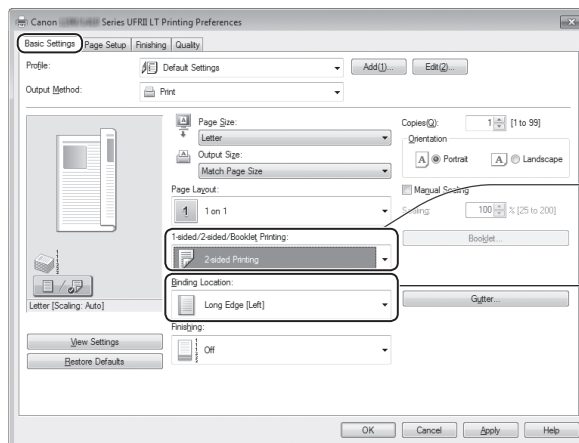 Canon Series UFRII LT Printing Preferences
Basic Settings Page Setup Finishing Quality
Profile: Default Settings Add(1)... Edit(2)...
Output Method: Print
Page Size:
Letter
Output Size:
Match Page Size
Page Layout:
1 1 on 1
1-sided/2-sided/Booklet Printing:
2-sided Printing
Binding Location:
Long Edge [Left]
Finishing:
Off
Copies(Q): 1 [1 to 99]
Orientation
A Portrait A Landscape
Manual Scaling
Scaling: 100 % [25 to 200]
Booklet...
Gutter...
Letter [Scaling: Auto]
View Settings
Restore Defaults
OK Cancel Apply Help